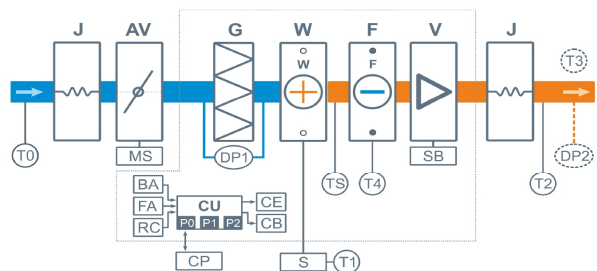 J AV G W F V J
W F T3
T0 MS DP1 SB DP2
TS T4 T2
BA CU CE
FA P0 P1 P2 CB
RC
CP S T1